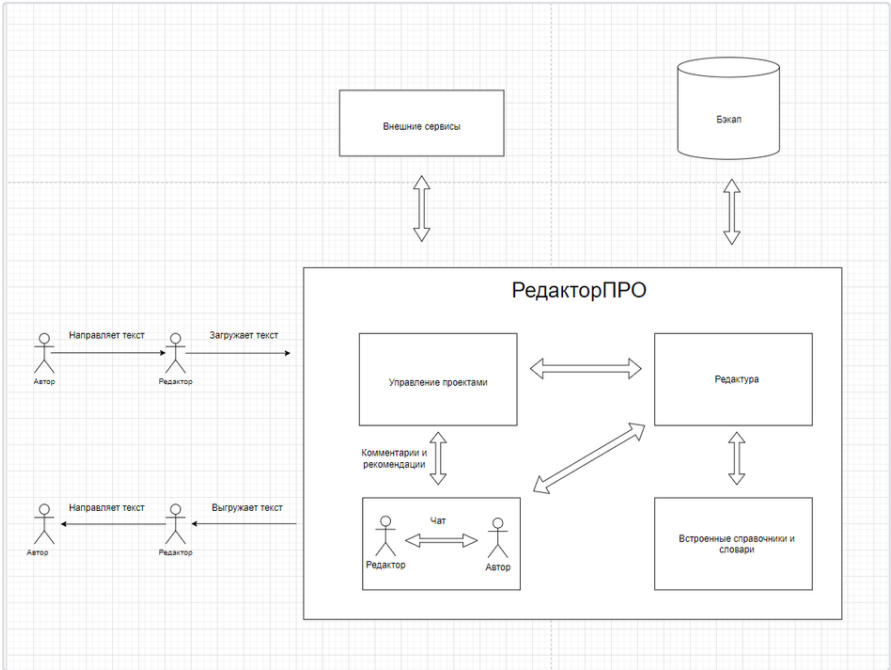 Внешние сервисы
Бэкап
РедакторПРО
Направляет текст
Загружает текст
Автор
Редактор
Управление проектами
Редактура
Комментарии и
рекомендации
Направляет текст
Выгружает текст
Автор
Редактор
Чат
Редактор
Автор
Встроенные справочники и
словари